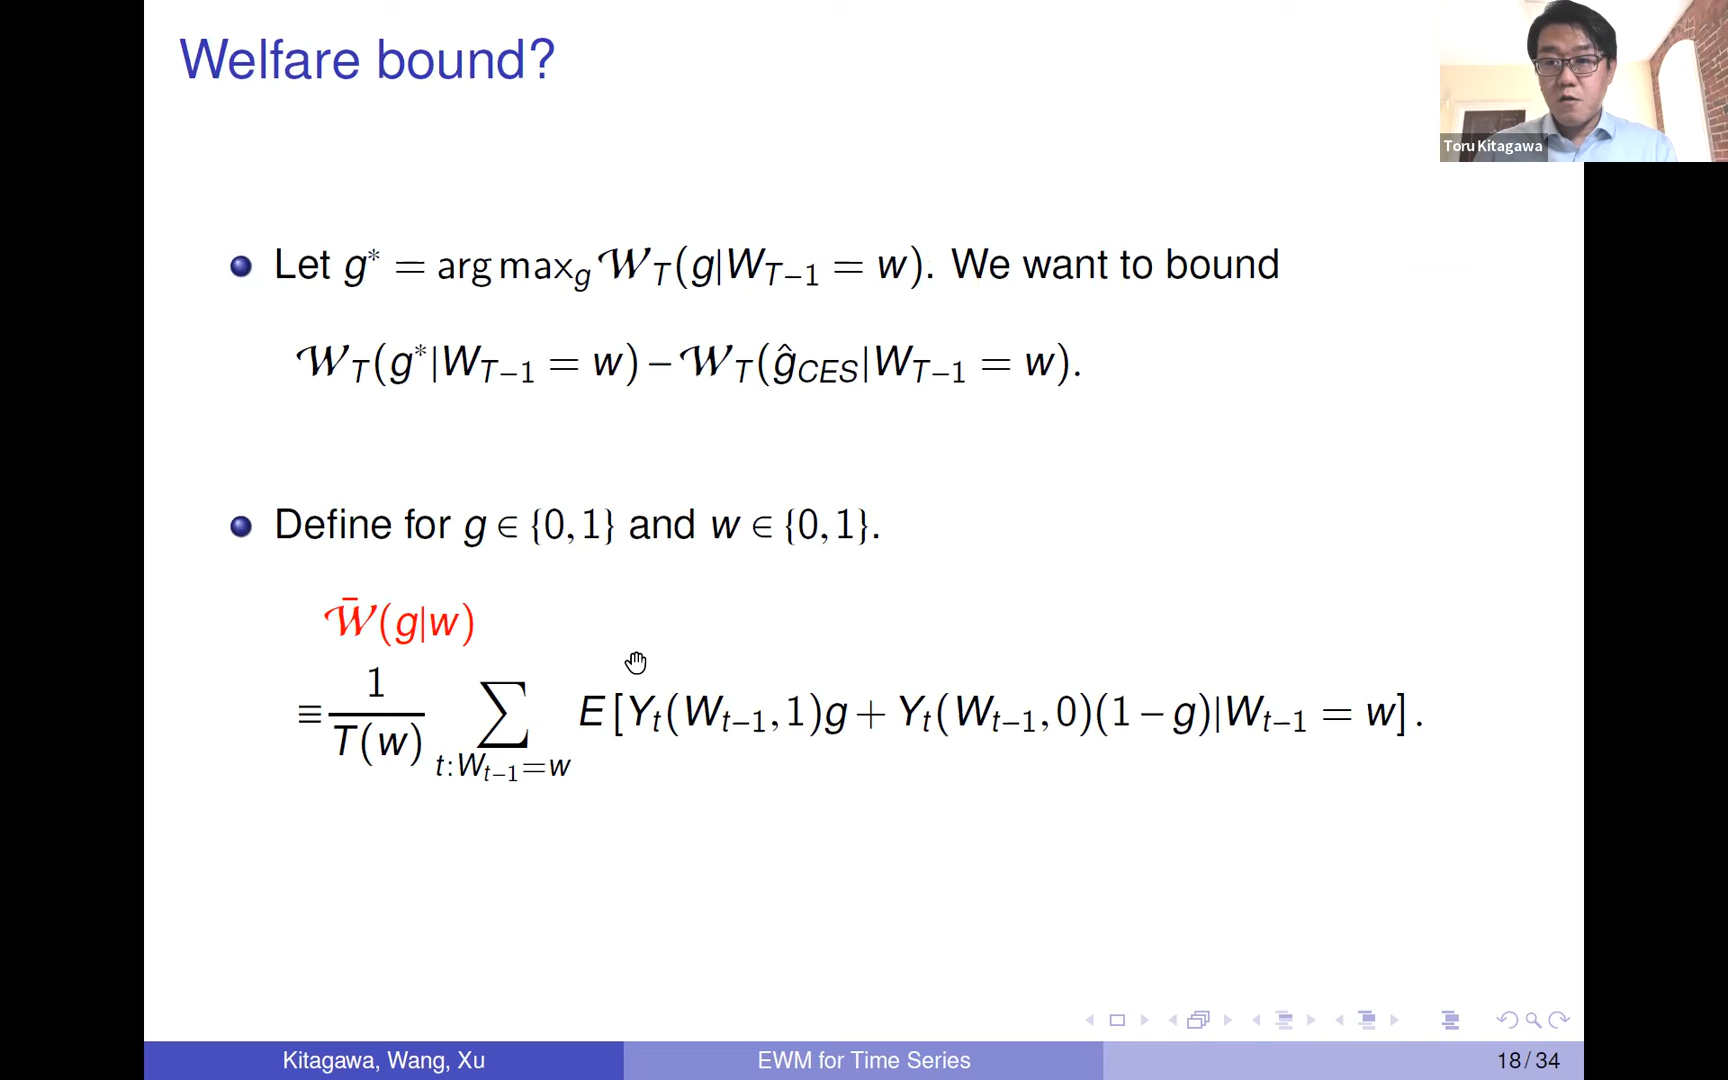 Welfare bound?
Toru Kitagawa
Let g* = arg max_g 𝒲_T(g|W_{T−1} = w). We want to bound
𝒲_T(g*|W_{T−1} = w) − 𝒲_T(ĝ_{CES}|W_{T−1} = w).
Define for g ∈ {0, 1} and w ∈ {0, 1}.
𝒲̄(g|w)
≡ \frac{1}{T(w)} ∑_{t:W_{t−1}=w} E [Y_t(W_{t−1}, 1)g + Y_t(W_{t−1}, 0)(1 − g)|W_{t−1} = w] .
Kitagawa, Wang, Xu
EWM for Time Series
18 / 34